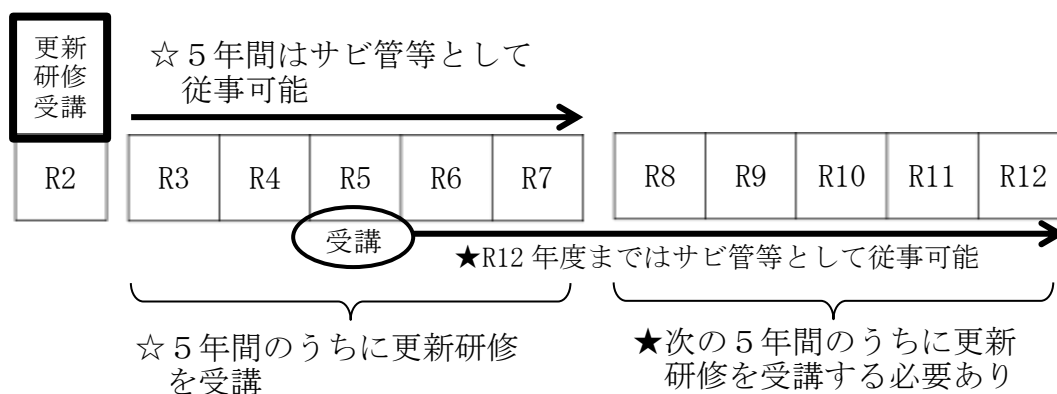 更新
研修
受講
☆５年間はサビ管等として
従事可能
R2
R3
R4
R5
R6
R7
R8
R9
R10
R11
R12
受講
★R12 年度まではサビ管等として従事可能
☆５年間のうちに更新研修
を受講
★次の５年間のうちに更新
研修を受講する必要あり